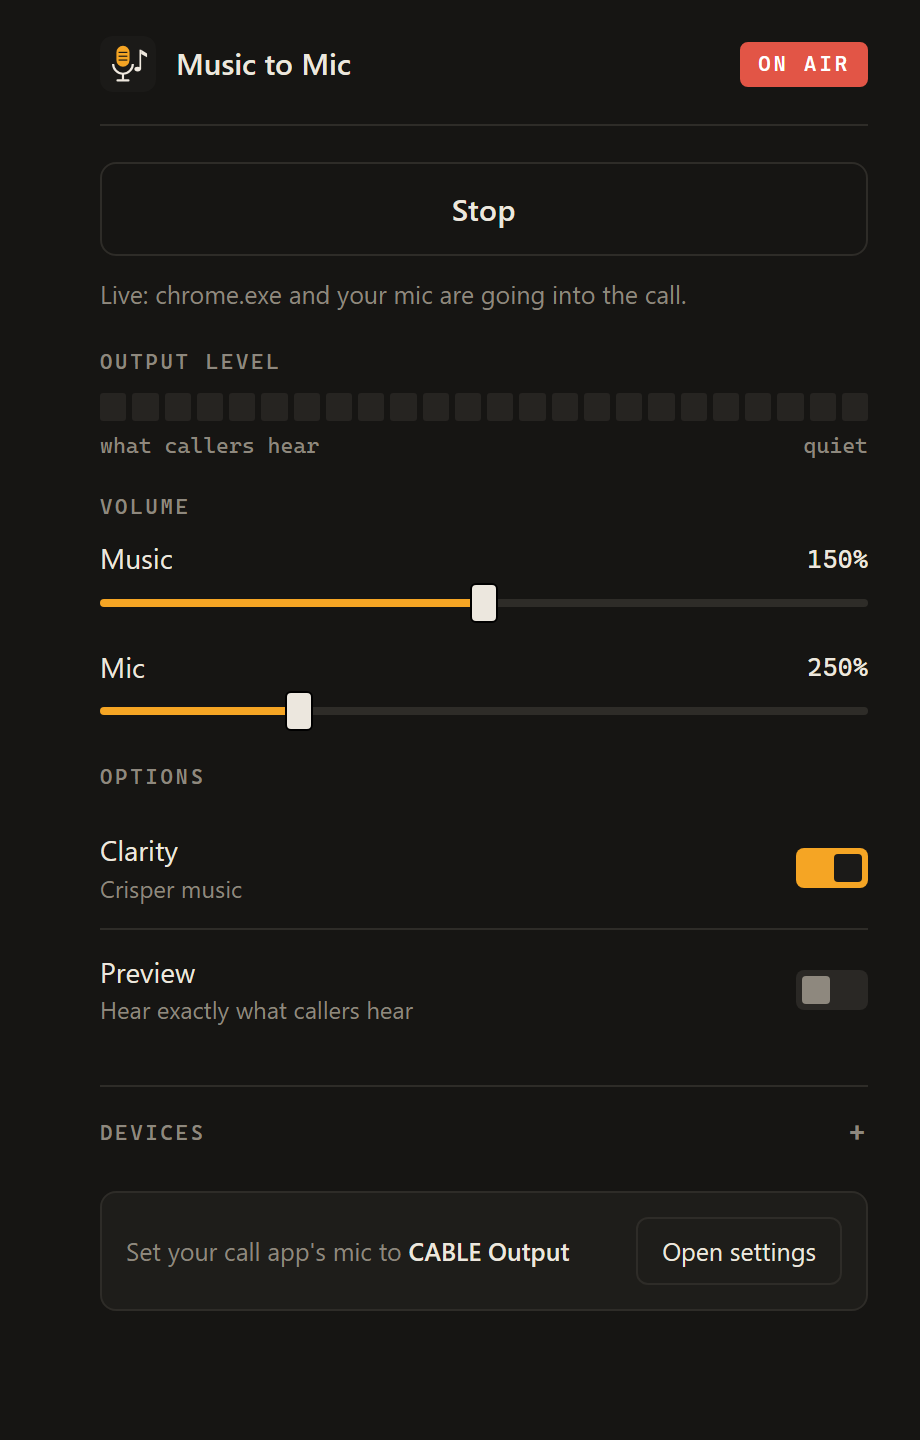 Music to Mic
ON AIR
Stop
Live: chrome.exe and your mic are going into the call.
OUTPUT LEVEL
what callers hear
quiet
VOLUME
Music
150%
Mic
250%
OPTIONS
Clarity
Crisper music
Preview
Hear exactly what callers hear
DEVICES
+
Set your call app's mic to CABLE Output
Open settings